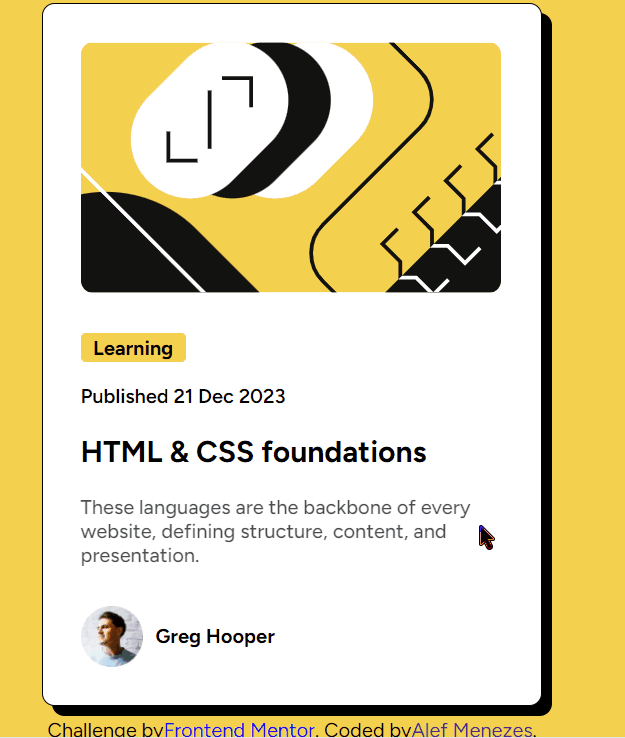 Learning
Published 21 Dec 2023
HTML & CSS foundations
These languages are the backbone of every
website, defining structure, content, and
presentation.
Greg Hooper
Challenge byFrontend Mentor. Coded byAlef Menezes.